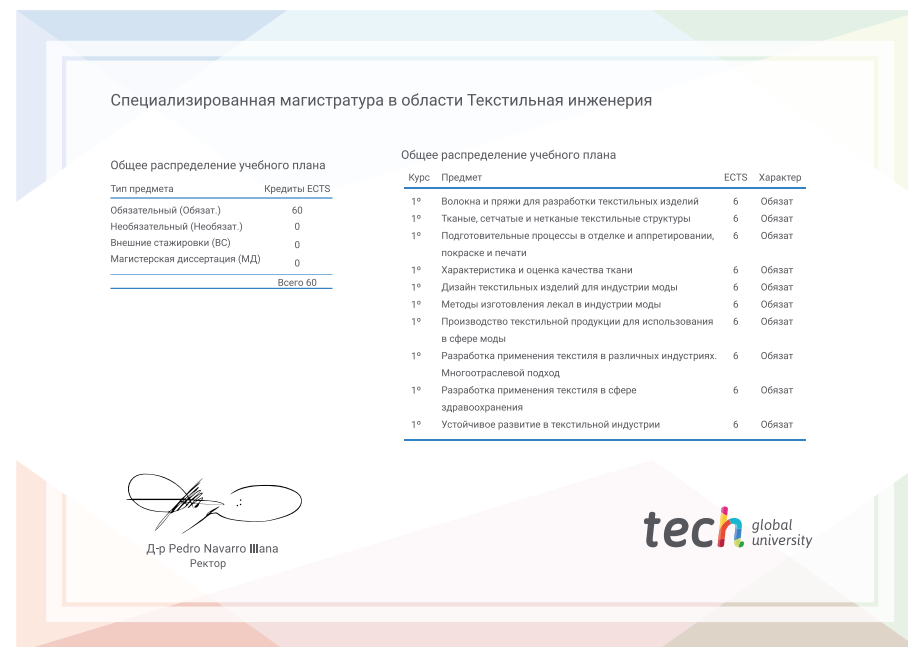 Специализированная магистратура в области Текстильная инженерия
Общее распределение учебного плана
Тип предмета Кредиты ECTS
Обязательный (Обязат.) 60
Необязательный (Необязат.) 0
Внешние стажировки (ВС) 0
Магистерская диссертация (МД) 0
Всего 60
Общее распределение учебного плана
Курс Предмет ECTS Характер
1º Волокна и пряжи для разработки текстильных изделий 6 Обязат
1º Тканые, сетчатые и нетканые текстильные структуры 6 Обязат
1º Подготовительные процессы в отделке и аппретировании, 6 Обязат
покраске и печати
1º Характеристика и оценка качества ткани 6 Обязат
1º Дизайн текстильных изделий для индустрии моды 6 Обязат
1º Методы изготовления лекал в индустрии моды 6 Обязат
1º Производство текстильной продукции для использования 6 Обязат
в сфере моды
1º Разработка применения текстиля в различных индустриях. 6 Обязат
Многоотраслевой подход
1º Разработка применения текстиля в сфере 6 Обязат
здравоохранения
1º Устойчивое развитие в текстильной индустрии 6 Обязат
Д-р Pedro Navarro Illana
Ректор
tech global
university